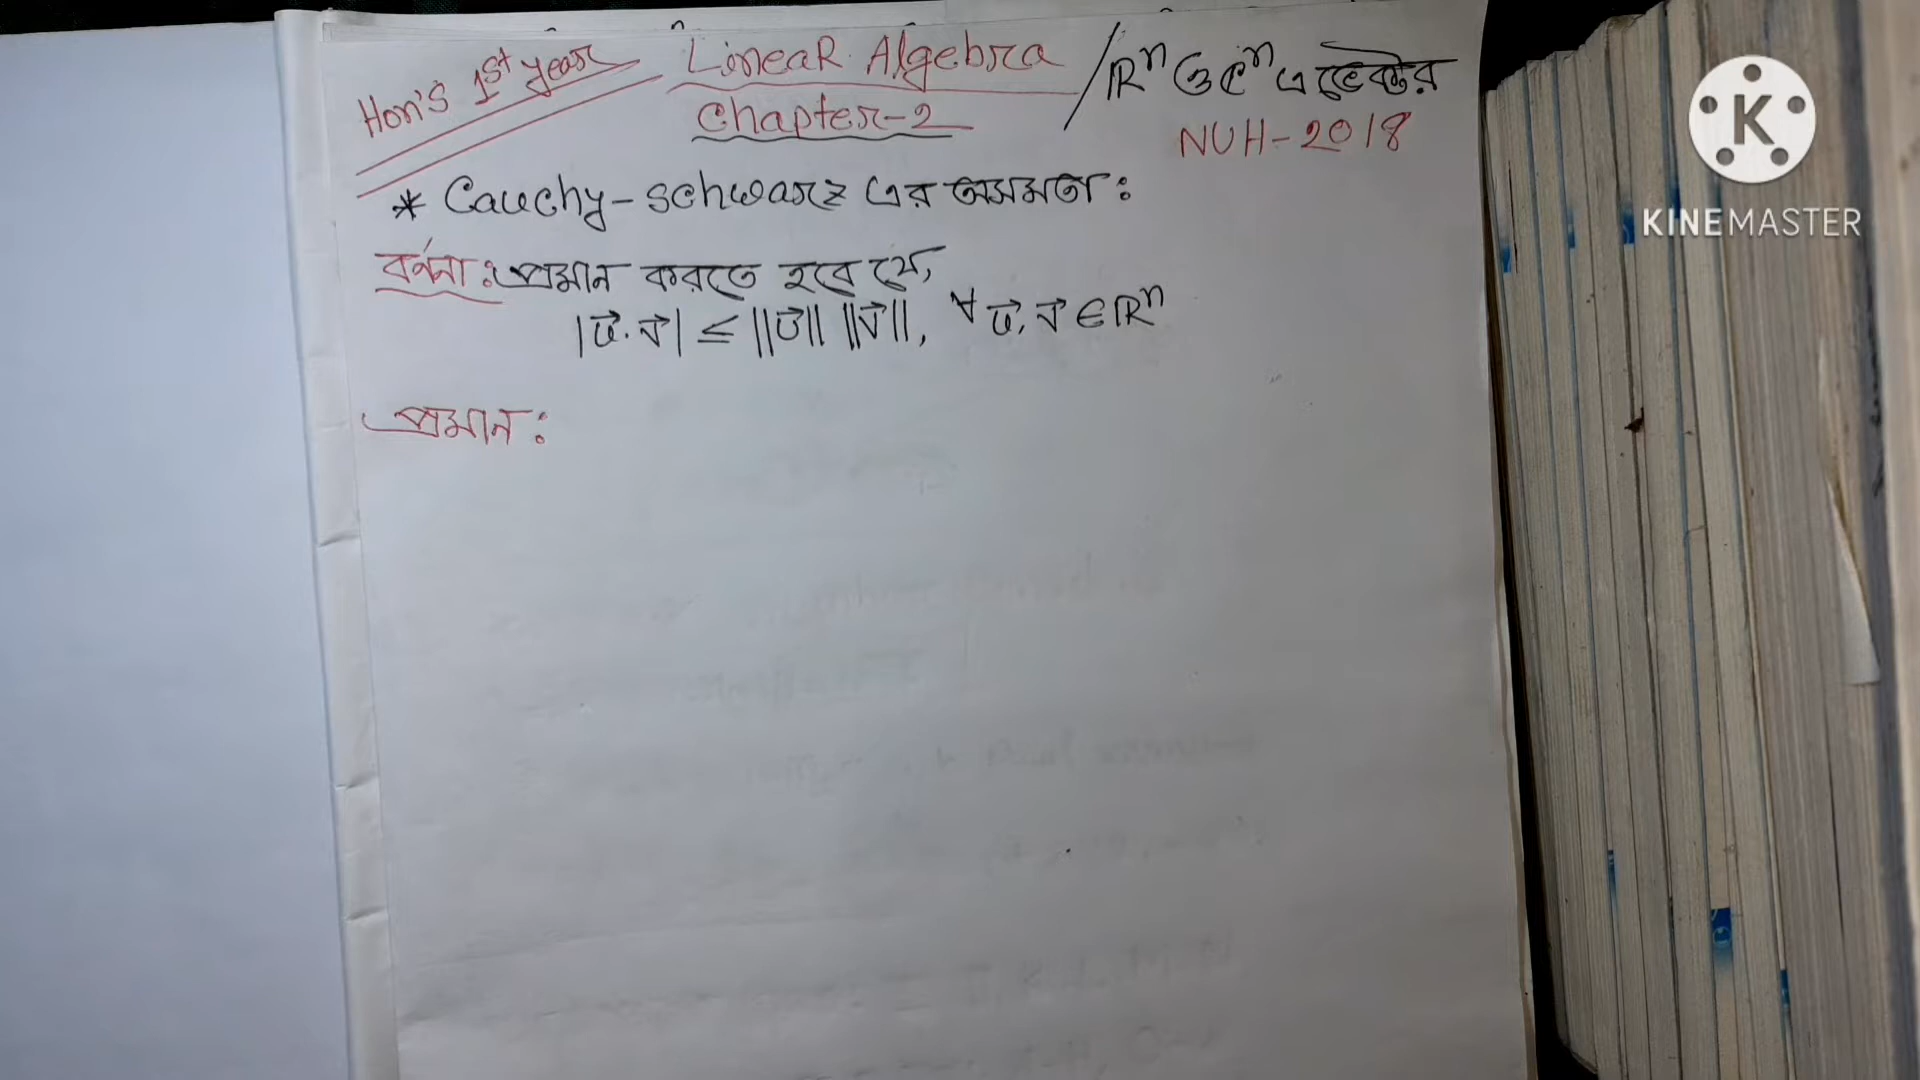 Hon's 1st year
Linear Algebra / Rⁿ ও ℂⁿ এ ভেক্টর
Chapter-2
NUH-2018
* Cauchy-schwarz এর অসমতা:
বর্ননা: প্রমান করতে হবে যে,
|u⃗.v⃗| ≤ ||u⃗|| ||v⃗||, ∀ u⃗, v⃗ ∈ ℝⁿ
প্রমান:
K
KINEMASTER